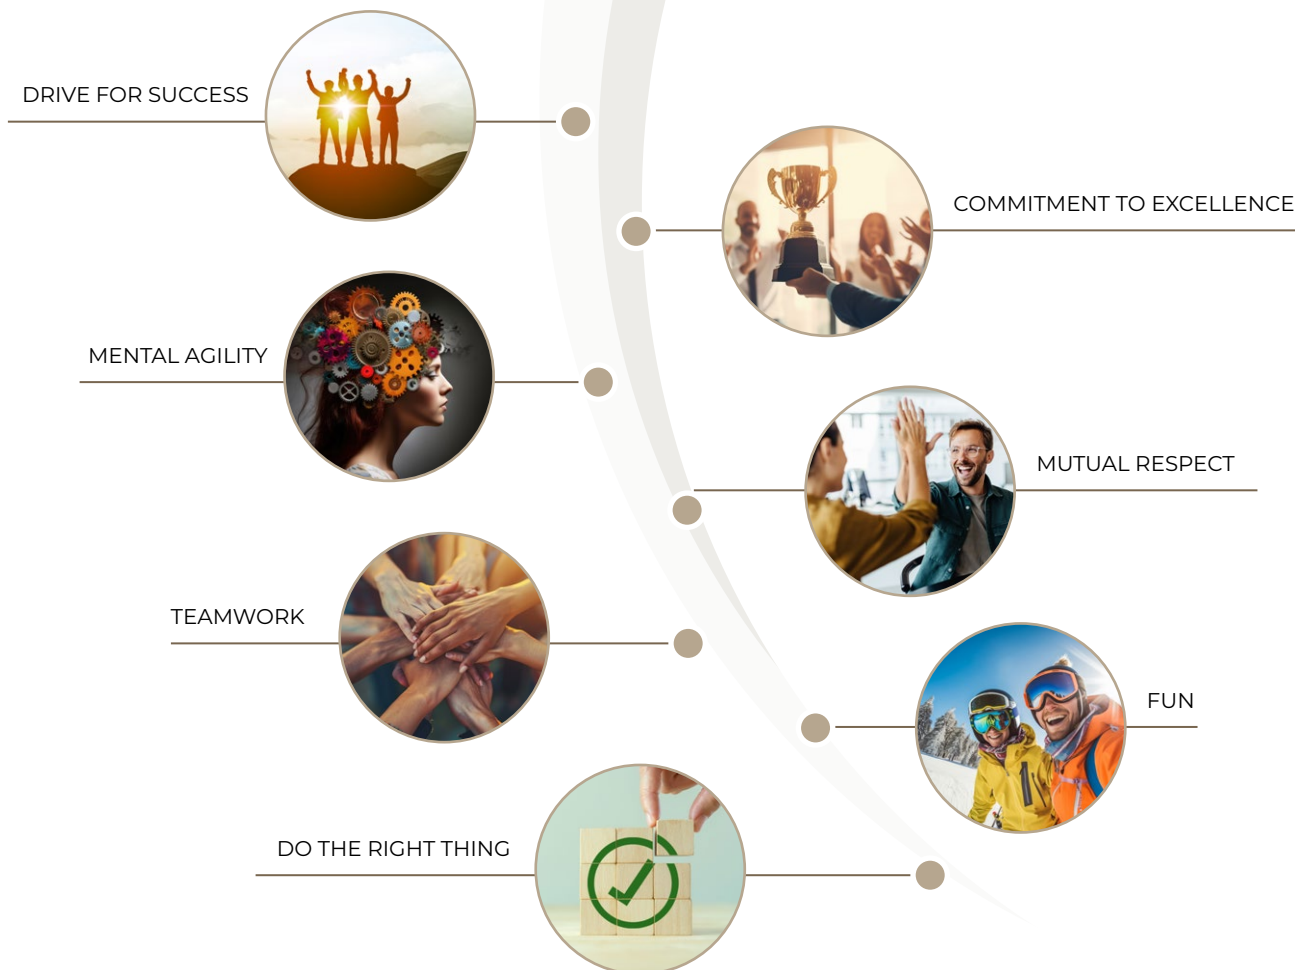 DRIVE FOR SUCCESS
COMMITMENT TO EXCELLENCE
MENTAL AGILITY
MUTUAL RESPECT
TEAMWORK
FUN
DO THE RIGHT THING